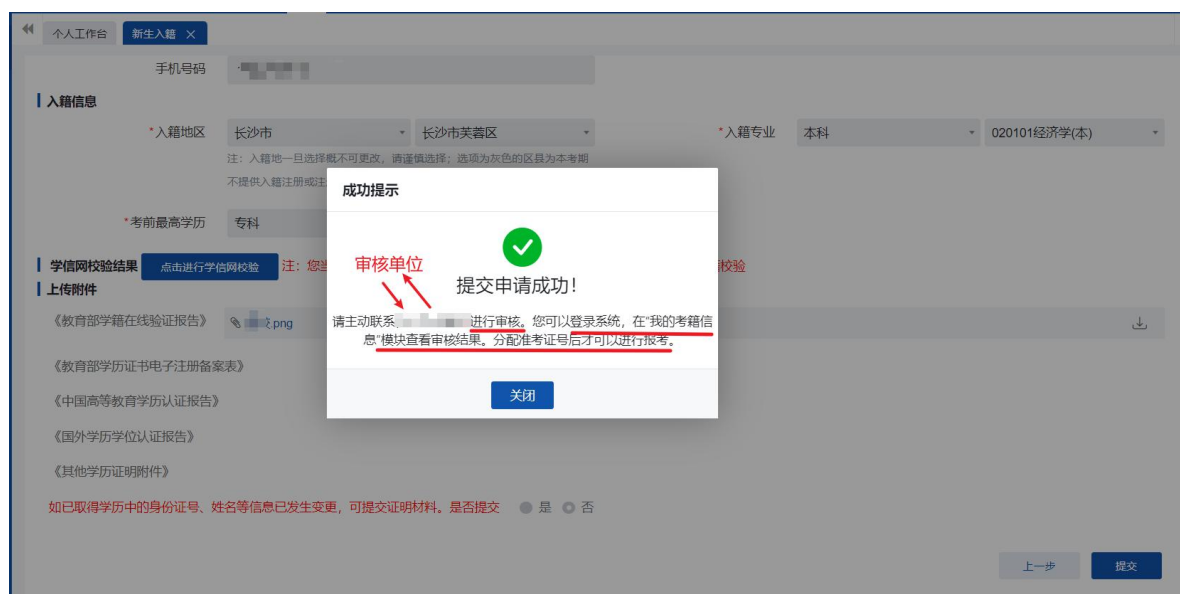 个人工作台 新生入籍 ×
手机号码
入籍信息
*入籍地区 长沙市 长沙市芙蓉区 *入籍专业 本科 020101经济学(本)
注：入籍地一旦选择概不可更改，请谨慎选择；选项为灰色的区县为本考期
不提供入籍注册或注
成功提示
*考前最高学历 专科
学信网校验结果 点击进行学信网校验 注：您当 校验
审核单位
提交申请成功！
上传附件
《教育部学籍在线验证报告》 .png
请主动联系 进行审核。您可以登录系统，在“我的考籍信
息”模块查看审核结果。分配准考证号后才可以进行报考。
《教育部学历证书电子注册备案表》
关闭
《中国高等教育学历认证报告》
《国外学历学位认证报告》
《其他学历证明附件》
如已取得学历中的身份证号、姓名等信息已发生变更，可提交证明材料。是否提交 是 否
上一步 提交